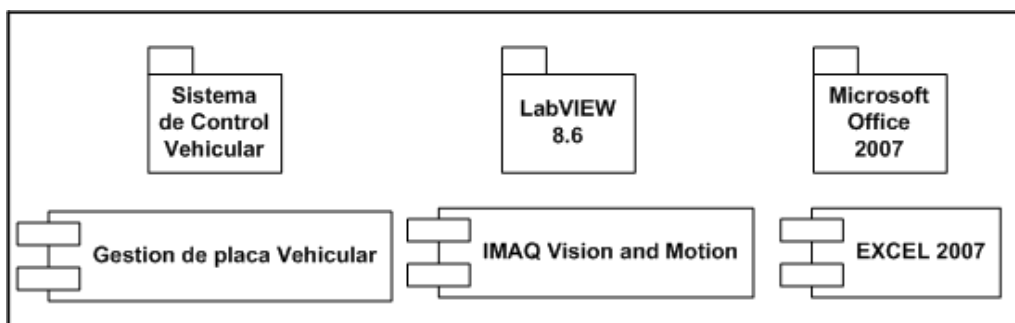 Sistema
de Control
Vehicular
LabVIEW
8.6
Microsoft
Office
2007
Gestion de placa Vehicular
IMAQ Vision and Motion
EXCEL 2007